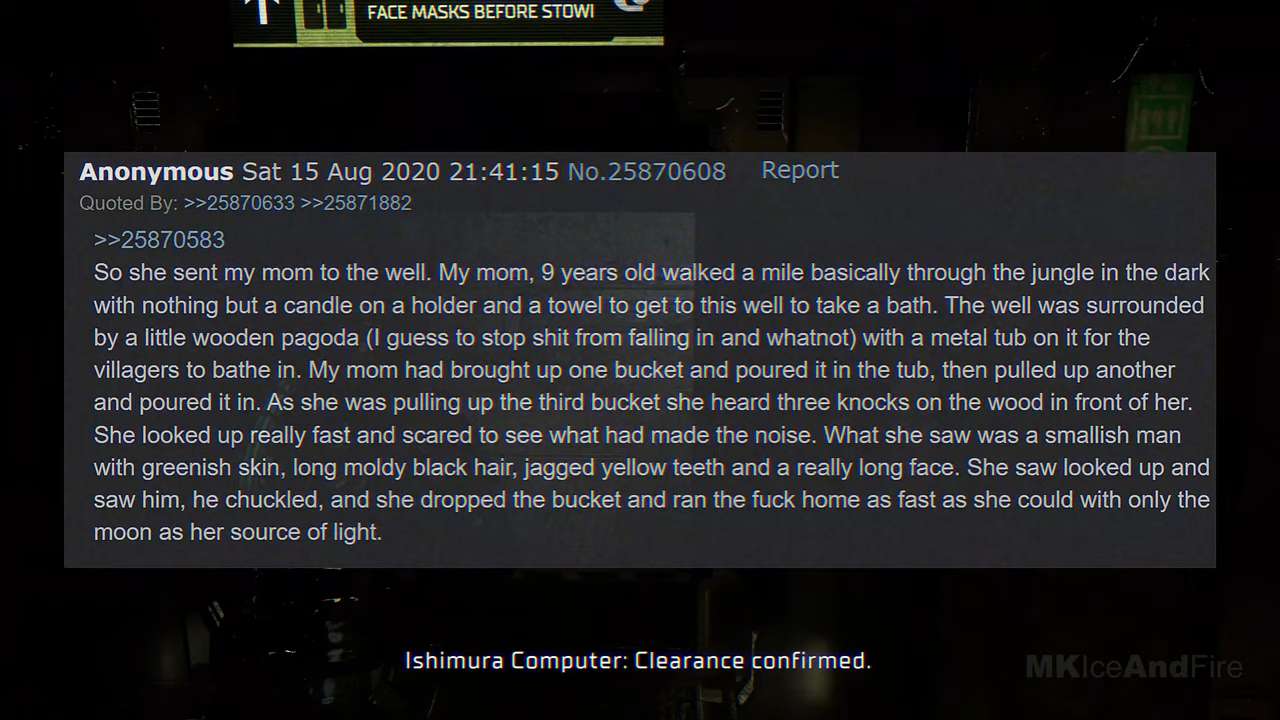 FACE MASKS BEFORE STOWI
Anonymous Sat 15 Aug 2020 21:41:15 No.25870608 Report
Quoted By: >>25870633 >>25871882
>>25870583
So she sent my mom to the well. My mom, 9 years old walked a mile basically through the jungle in the dark
with nothing but a candle on a holder and a towel to get to this well to take a bath. The well was surrounded
by a little wooden pagoda (I guess to stop shit from falling in and whatnot) with a metal tub on it for the
villagers to bathe in. My mom had brought up one bucket and poured it in the tub, then pulled up another
and poured it in. As she was pulling up the third bucket she heard three knocks on the wood in front of her.
She looked up really fast and scared to see what had made the noise. What she saw was a smallish man
with greenish skin, long moldy black hair, jagged yellow teeth and a really long face. She saw looked up and
saw him, he chuckled, and she dropped the bucket and ran the fuck home as fast as she could with only the
moon as her source of light.
Ishimura Computer: Clearance confirmed.
MKIceAndFire